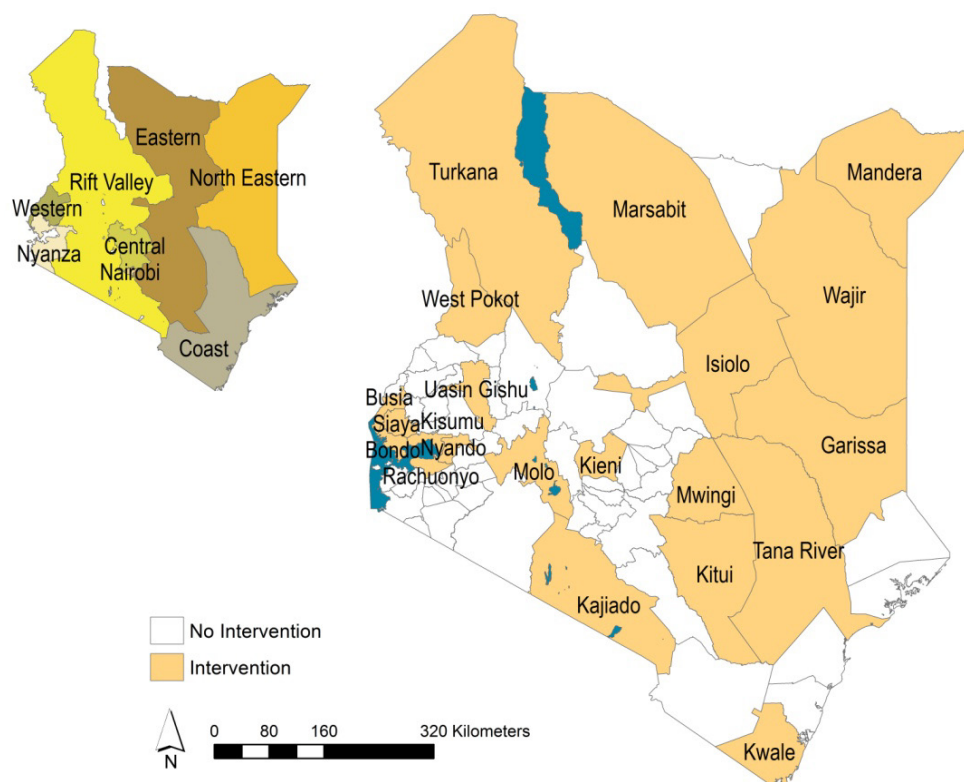 Eastern
North Eastern
Rift Valley
Western
Nyanza
Central
Nairobi
Coast
Turkana
Marsabit
Mandera
Wajir
West Pokot
Isiolo
Uasin Gishu
Busia
Siaya
Kisumu
Bondo
Nyando
Rachuonyo
Molo
Kieni
Garissa
Mwingi
Tana River
Kitui
Kajiado
Kwale
No Intervention
Intervention
N
0 80 160 320 Kilometers